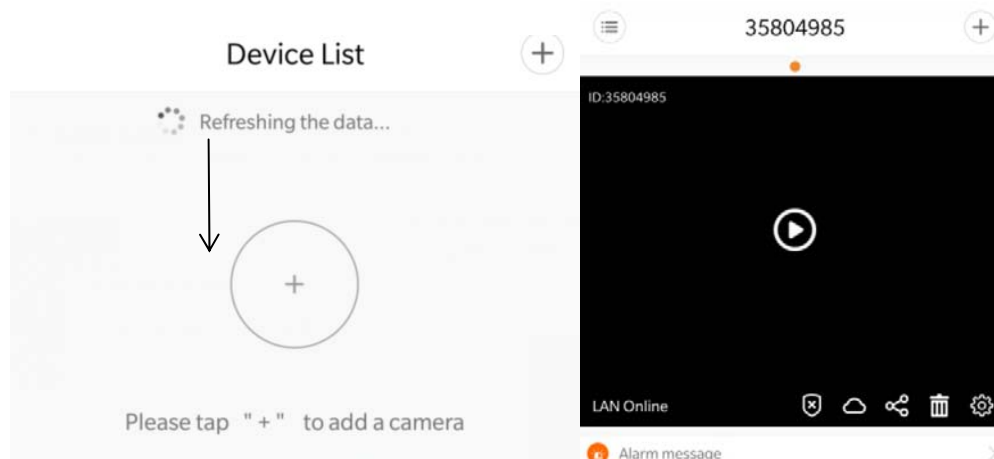 Device List
Refreshing the data...
Please tap "+" to add a camera
35804985
ID:35804985
LAN Online
Alarm message